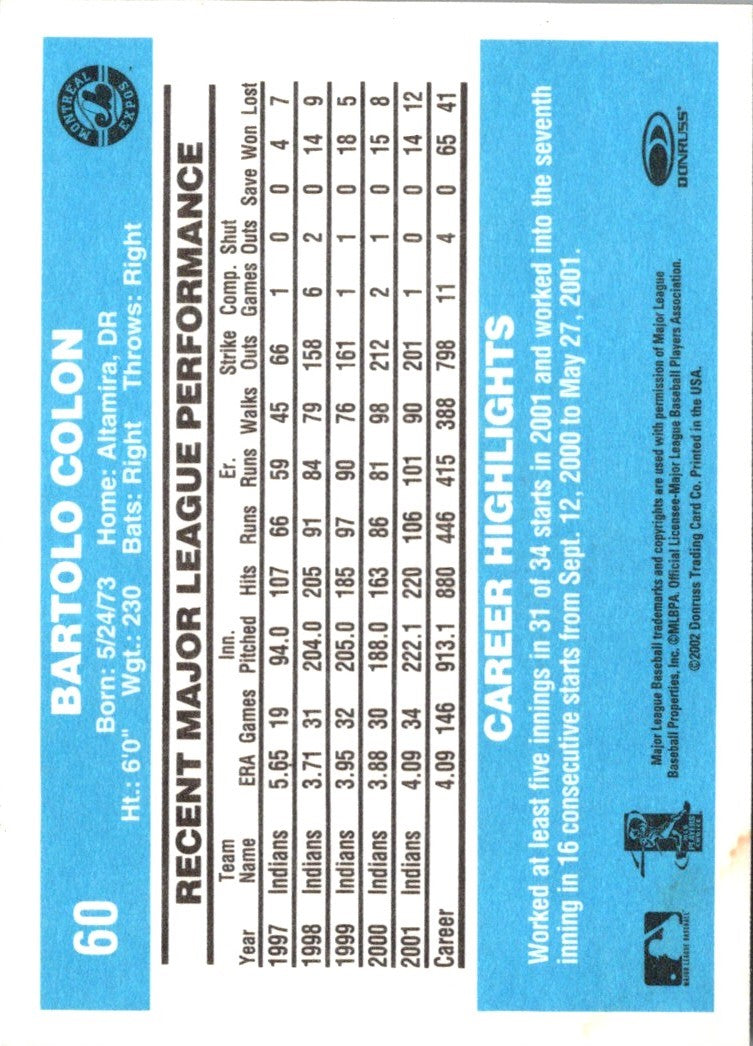 60
BARTOLO COLON
Born: 5/24/73 Home: Altamira, DR
Ht.: 6'0" Wgt.: 230 Bats: Right Throws: Right
MONTREAL
EXPOS
RECENT MAJOR LEAGUE PERFORMANCE
Team Inn. Er. Strike Comp. Shut
Year Name ERA Games Pitched Hits Runs Runs Walks Outs Games Outs Save Won Lost
1997 Indians 5.65 19 94.0 107 66 59 45 66 1 0 0 4 7
1998 Indians 3.71 31 204.0 205 91 84 79 158 6 2 0 14 9
1999 Indians 3.95 32 205.0 185 97 90 76 161 1 1 0 18 5
2000 Indians 3.88 30 188.0 163 86 81 98 212 2 1 0 15 8
2001 Indians 4.09 34 222.1 220 106 101 90 201 1 0 0 14 12
Career 4.09 146 913.1 880 446 415 388 798 11 4 0 65 41
CAREER HIGHLIGHTS
Worked at least five innings in 31 of 34 starts in 2001 and worked into the seventh
inning in 16 consecutive starts from Sept. 12, 2000 to May 27, 2001.
MAJOR LEAGUE BASEBALL
PLAYERS
CHOICE
Major League Baseball trademarks and copyrights are used with permission of Major League
Baseball Properties, Inc. ©MLBPA. Official Licensee-Major League Baseball Players Association.
©2002 Donruss Trading Card Co. Printed in the USA.
DONRUSS